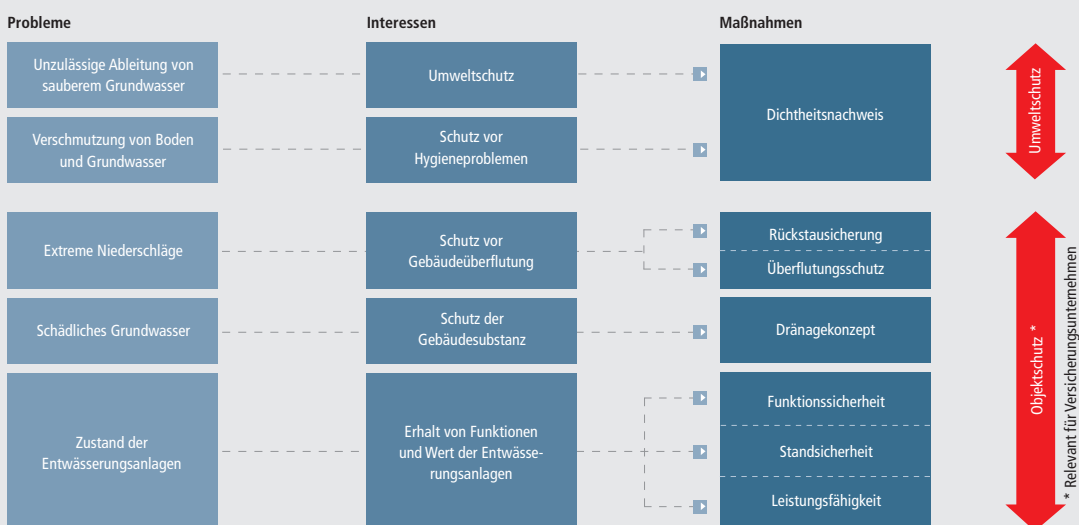 Probleme
Interessen
Maßnahmen
Unzulässige Ableitung von
sauberem Grundwasser
Umweltschutz
Dichtheitsnachweis
Umweltschutz
Verschmutzung von Boden
und Grundwasser
Schutz vor
Hygieneproblemen
Extreme Niederschläge
Schutz vor
Gebäudeüberflutung
Rückstausicherung
Überflutungsschutz
Schädliches Grundwasser
Schutz der
Gebäudesubstanz
Dränagekonzept
Zustand der
Entwässerungsanlagen
Erhalt von Funktionen
und Wert der Entwässe-
rungsanlagen
Funktionssicherheit
Standsicherheit
Leistungsfähigkeit
Objektschutz *
* Relevant für Versicherungsunternehmen